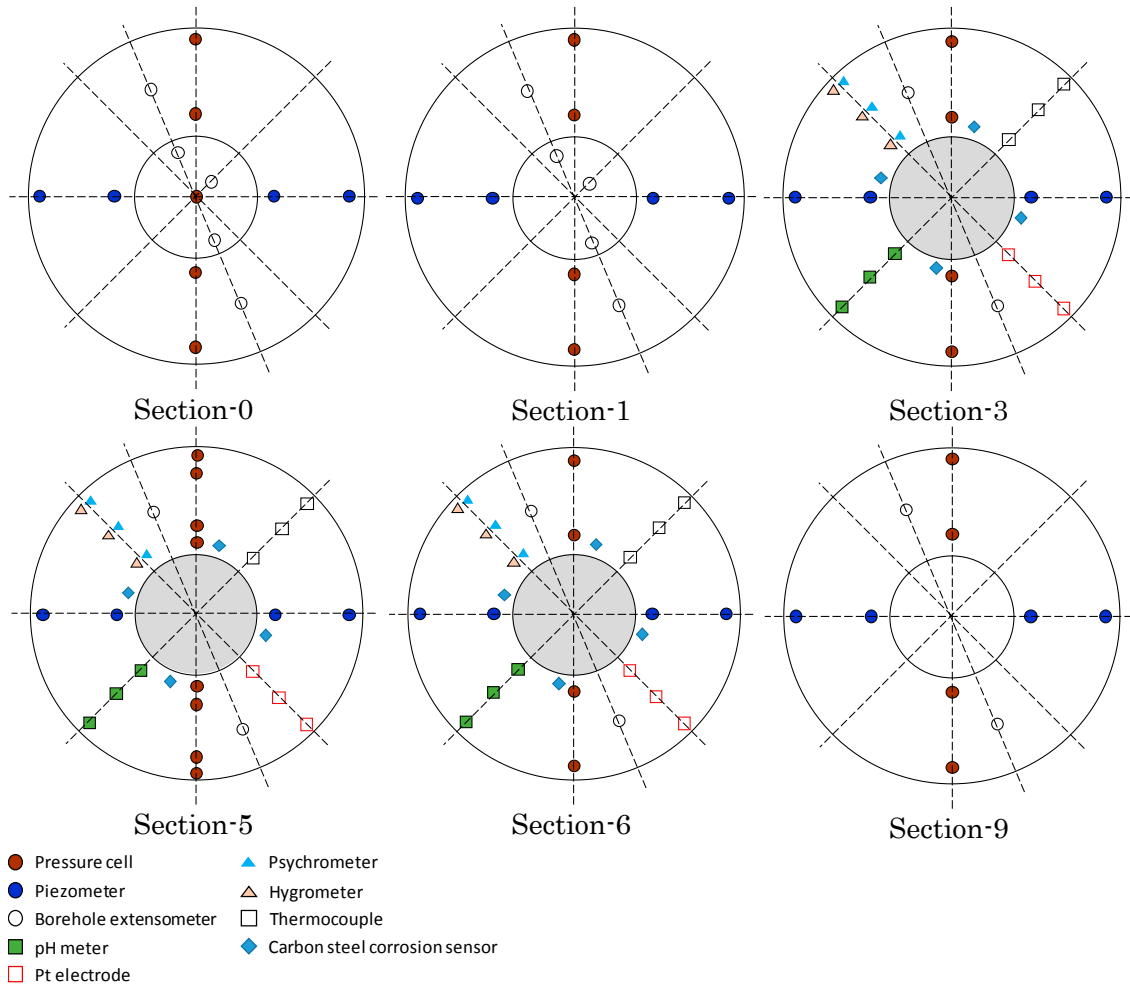 Section-0
Section-1
Section-3
Section-5
Section-6
Section-9
Pressure cell
Piezometer
Borehole extensometer
pH meter
Pt electrode
Psychrometer
Hygrometer
Thermocouple
Carbon steel corrosion sensor